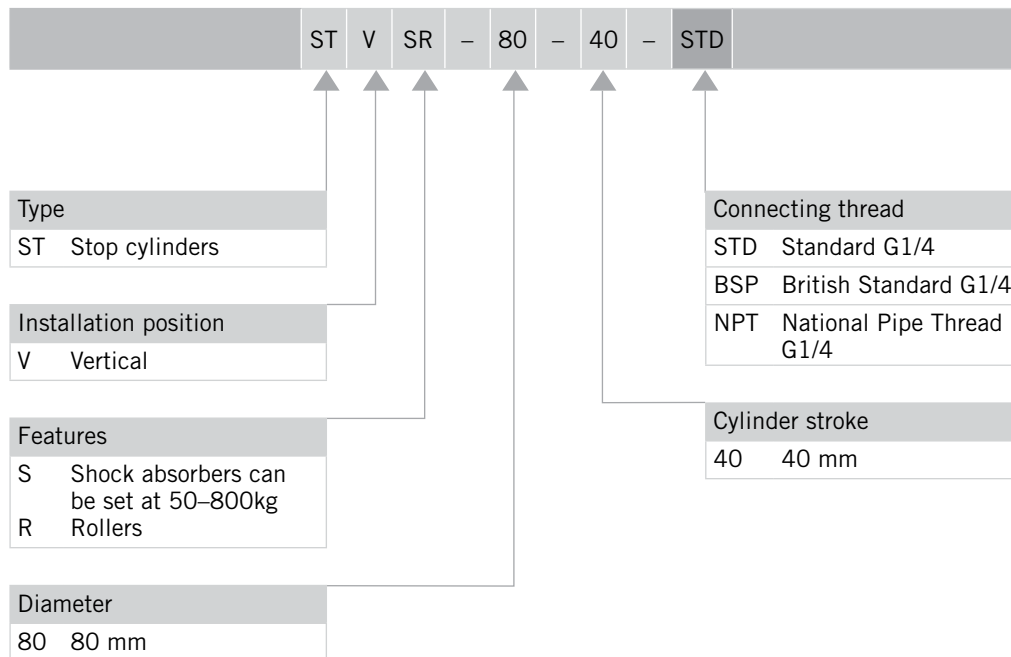 ST V SR – 80 – 40 – STD
Type
ST Stop cylinders
Installation position
V Vertical
Features
S Shock absorbers can
be set at 50–800kg
R Rollers
Diameter
80 80 mm
Connecting thread
STD Standard G1/4
BSP British Standard G1/4
NPT National Pipe Thread
G1/4
Cylinder stroke
40 40 mm